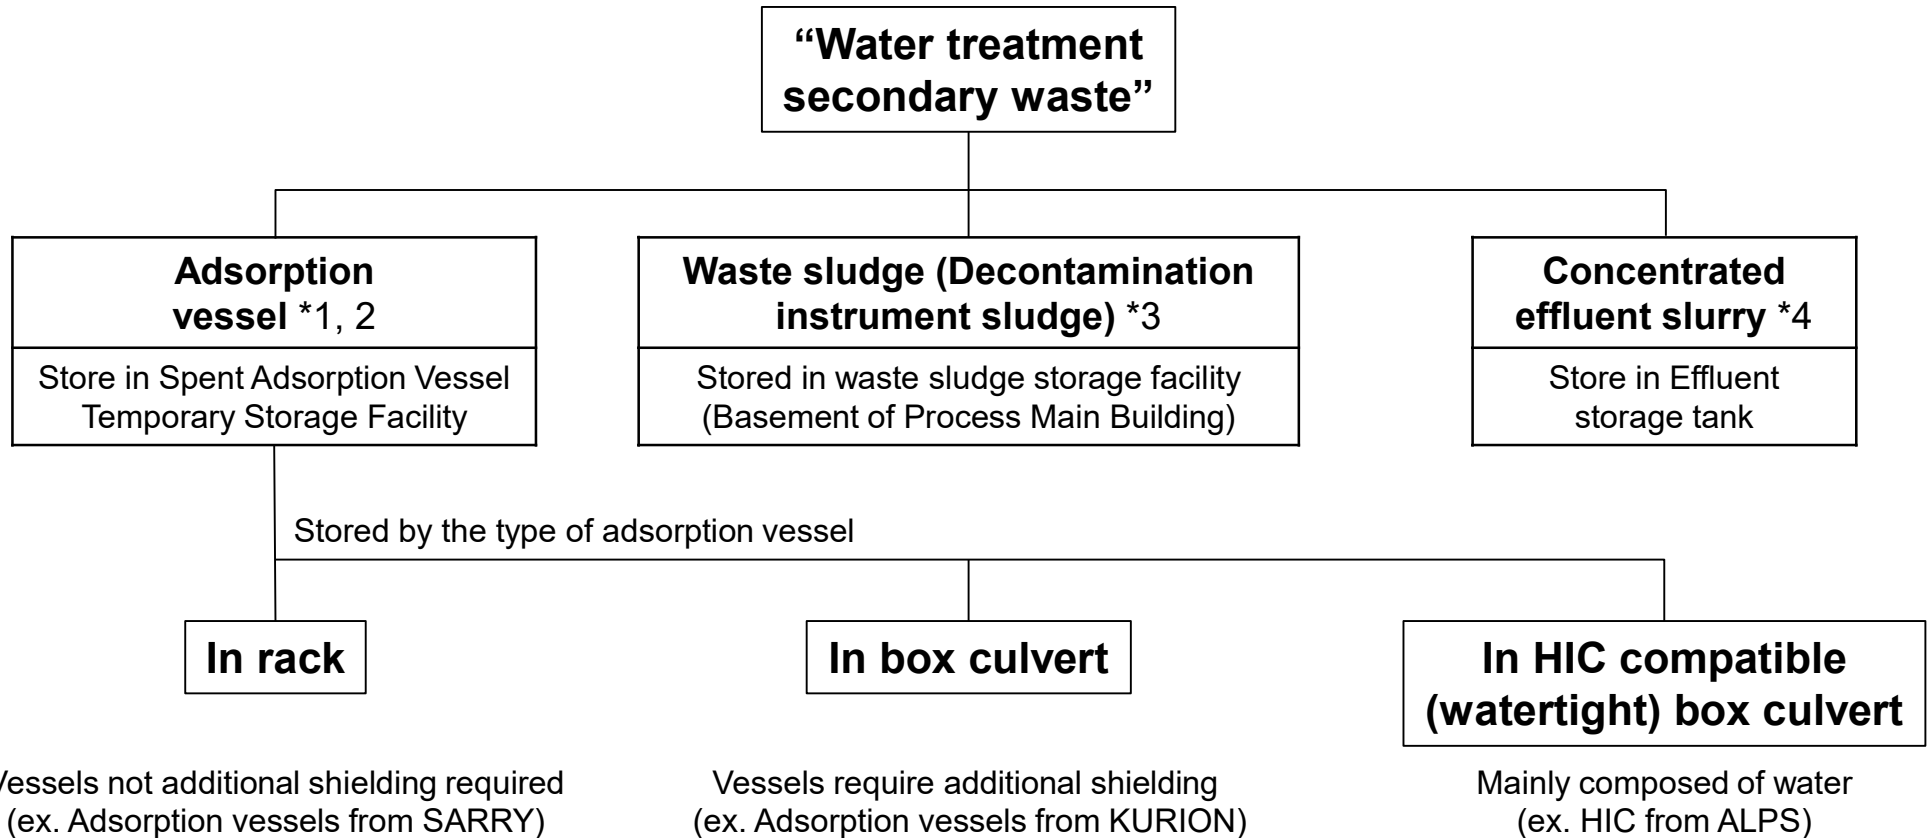 “Water treatment
secondary waste”
Adsorption
vessel *1, 2
Store in Spent Adsorption Vessel
Temporary Storage Facility
Waste sludge (Decontamination
instrument sludge) *3
Stored in waste sludge storage facility
(Basement of Process Main Building)
Concentrated
effluent slurry *4
Store in Effluent
storage tank
Stored by the type of adsorption vessel
In rack
Vessels not additional shielding required
(ex. Adsorption vessels from SARRY)
In box culvert
Vessels require additional shielding
(ex. Adsorption vessels from KURION)
In HIC compatible
(watertight) box culvert
Mainly composed of water
(ex. HIC from ALPS)